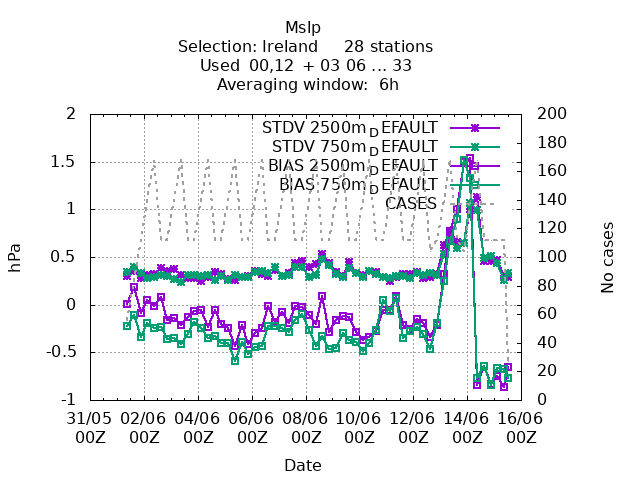 Mslp
Selection: Ireland 28 stations
Used 00,12 + 03 06 ... 33
Averaging window: 6h
STDV 2500m_DEFAULT
STDV 750m_DEFAULT
BIAS 2500m_DEFAULT
BIAS 750m_DEFAULT
CASES
2
1.5
1
0.5
0
-0.5
-1
hPa
200
180
160
140
120
100
80
60
40
20
0
No cases
31/05 02/06 04/06 06/06 08/06 10/06 12/06 14/06 16/06
00Z 00Z 00Z 00Z 00Z 00Z 00Z 00Z 00Z
Date